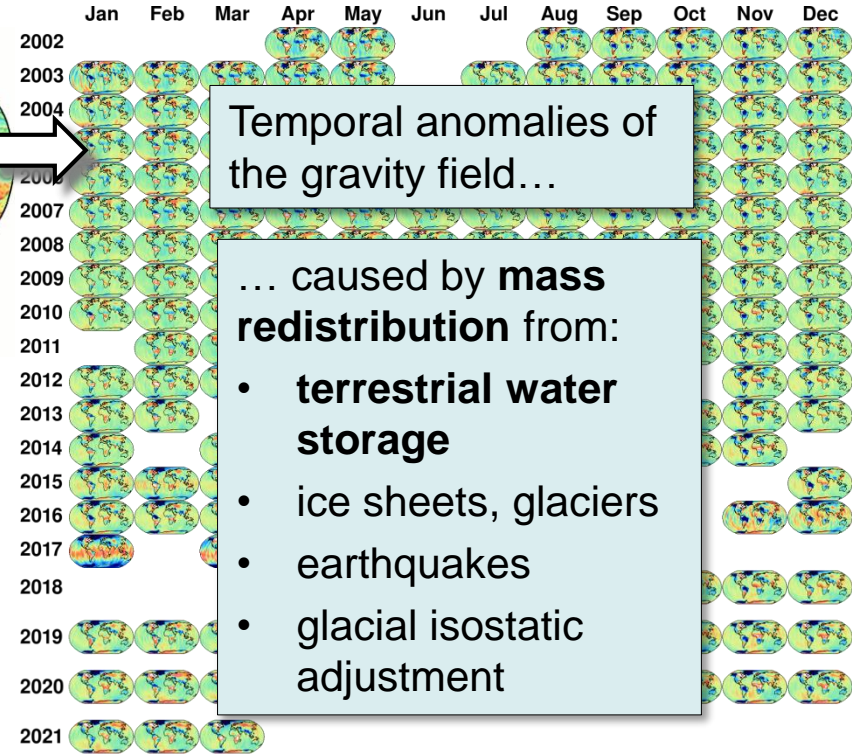 Jan Feb Mar Apr May Jun Jul Aug Sep Oct Nov Dec
2002
2003
2004
2007
2008
2009
2010
2011
2012
2013
2014
2015
2016
2017
2018
2019
2020
2021
Temporal anomalies of
the gravity field…
… caused by mass
redistribution from:
• terrestrial water
storage
• ice sheets, glaciers
• earthquakes
• glacial isostatic
adjustment